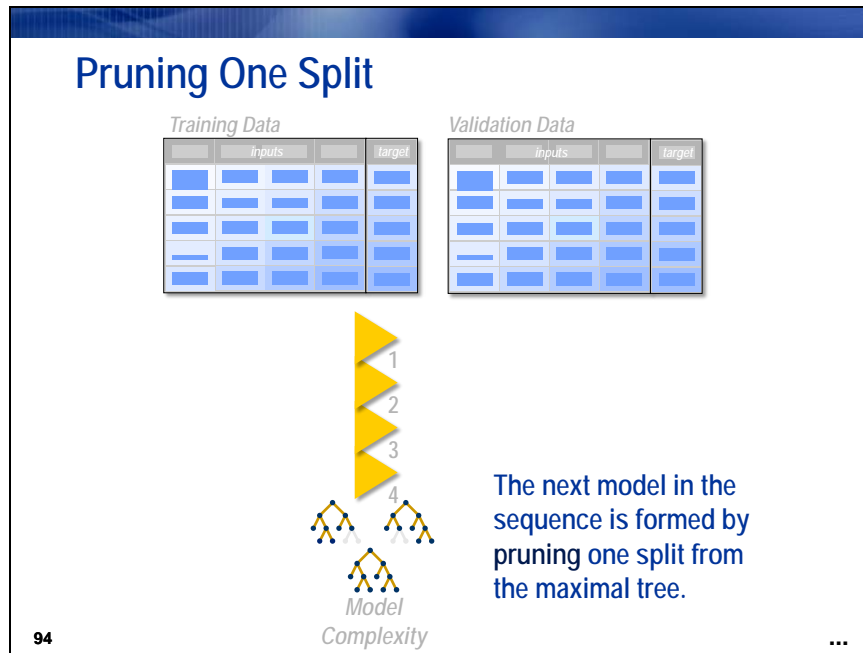 Pruning One Split
Training Data
Validation Data
inputs
target
inputs
target
1
2
3
4
The next model in the
sequence is formed by
pruning one split from
the maximal tree.
Model
Complexity
94
...